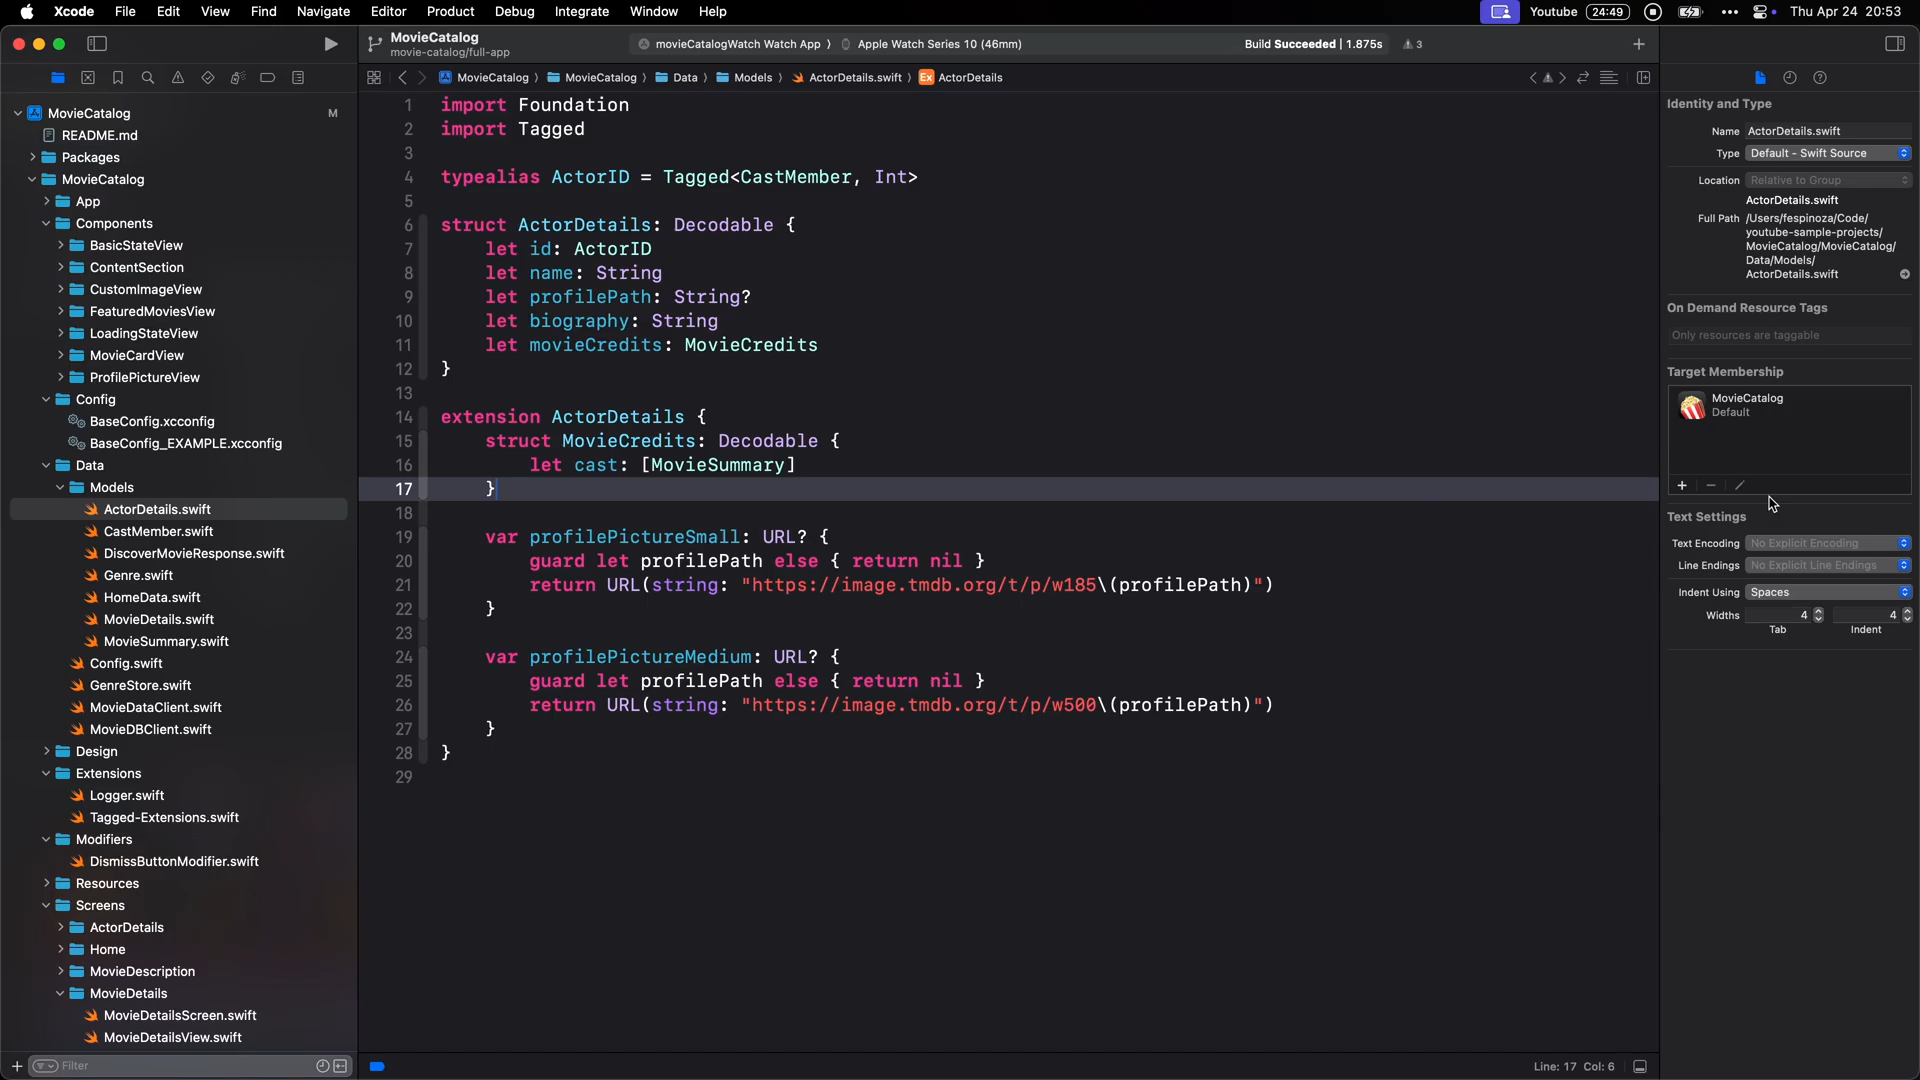 Xcode File Edit View Find Navigate Editor Product Debug Integrate Window Help
Youtube 24:49 Thu Apr 24 20:53
MovieCatalog
movie-catalog/full-app
movieCatalogWatch Watch App Apple Watch Series 10 (46mm)
Build Succeeded | 1.875s 3
MovieCatalog MovieCatalog Data Models ActorDetails.swift Ex ActorDetails
MovieCatalog M
README.md
Packages
MovieCatalog
App
Components
BasicStateView
ContentSection
CustomImageView
FeaturedMoviesView
LoadingStateView
MovieCardView
ProfilePictureView
Config
BaseConfig.xcconfig
BaseConfig_EXAMPLE.xcconfig
Data
Models
ActorDetails.swift
CastMember.swift
DiscoverMovieResponse.swift
Genre.swift
HomeData.swift
MovieDetails.swift
MovieSummary.swift
Config.swift
GenreStore.swift
MovieDataClient.swift
MovieDBClient.swift
Design
Extensions
Logger.swift
Tagged-Extensions.swift
Modifiers
DismissButtonModifier.swift
Resources
Screens
ActorDetails
Home
MovieDescription
MovieDetails
MovieDetailsScreen.swift
MovieDetailsView.swift
Filter
1 import Foundation
2 import Tagged
3
4 typealias ActorID = Tagged<CastMember, Int>
5
6 struct ActorDetails: Decodable {
7 let id: ActorID
8 let name: String
9 let profilePath: String?
10 let biography: String
11 let movieCredits: MovieCredits
12 }
13
14 extension ActorDetails {
15 struct MovieCredits: Decodable {
16 let cast: [MovieSummary]
17 }
18
19 var profilePictureSmall: URL? {
20 guard let profilePath else { return nil }
21 return URL(string: "https://image.tmdb.org/t/p/w185\(profilePath)")
22 }
23
24 var profilePictureMedium: URL? {
25 guard let profilePath else { return nil }
26 return URL(string: "https://image.tmdb.org/t/p/w500\(profilePath)")
27 }
28 }
29
Line: 17 Col: 6
Identity and Type
Name ActorDetails.swift
Type Default - Swift Source
Location Relative to Group
ActorDetails.swift
Full Path /Users/fespinoza/Code/
youtube-sample-projects/
MovieCatalog/MovieCatalog/
Data/Models/
ActorDetails.swift
On Demand Resource Tags
Only resources are taggable
Target Membership
MovieCatalog
Default
Text Settings
Text Encoding No Explicit Encoding
Line Endings No Explicit Line Endings
Indent Using Spaces
Widths 4 4
Tab Indent